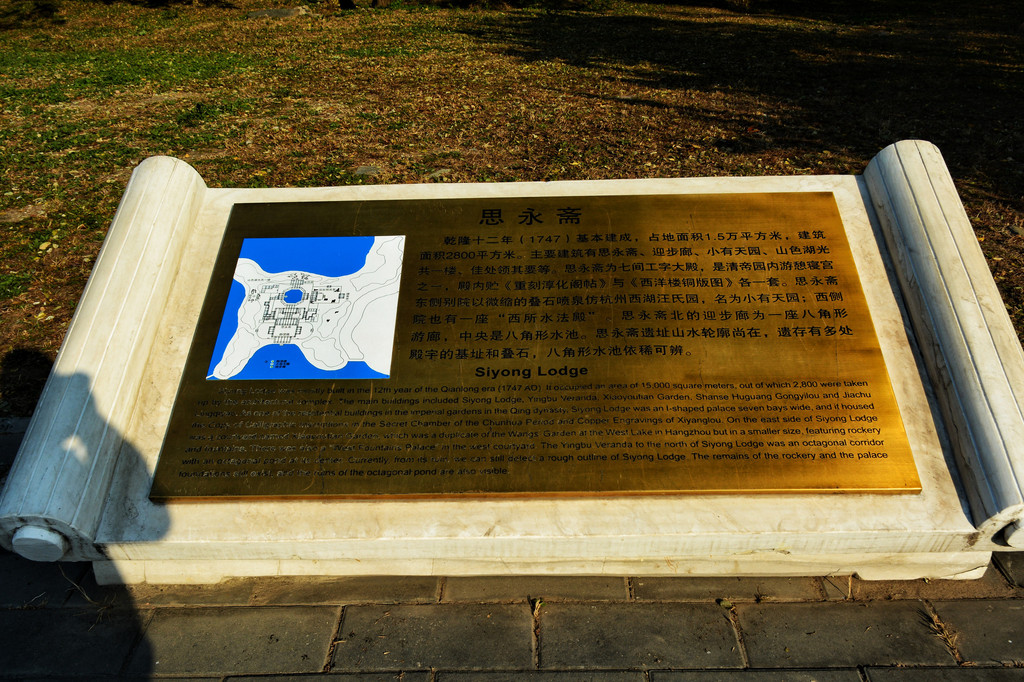 思永斋
乾隆十二年（1747）基本建成，占地面积1.5万平方米，建筑
面积2800平方米。主要建筑有思永斋、迎步廊、小有天园、山色湖光
共一楼，佳处领其要等。思永斋为七间工字大殿，是清帝园内游憩寝宫
之一，殿内贮《重刻淳化阁帖》与《西洋楼铜版图》各一套。思永斋
东侧别院以微缩的叠石喷泉仿杭州西湖汪氏园，名为小有天园；西侧
院也有一座“西所水法殿” 思永斋北的迎步廊为一座八角形
游廊，中央是八角形水池。思永斋遗址山水轮廓尚在，遗存有多处
殿宇的基址和叠石，八角形水池依稀可辨。
Siyong Lodge
built in the 12th year of the Qianlong era (1747 AD). It occupied an area of 15,000 square meters, out of which 2,800 were taken
The main buildings included Siyong Lodge, Yingbu Veranda, Xiaoyoutian Garden, Shanse Huguang Gongyilou and Jiachu
buildings in the imperial gardens in the Qing dynasty, Siyong Lodge was an I-shaped palace seven bays wide, and it housed
in the Secret Chamber of the Chunhua Period and Copper Engravings of Xiyanglou. On the east side of Siyong Lodge
which was a duplicate of the Wangs' Garden at the West Lake in Hangzhou but in a smaller size, featuring rockery
Palace in the west courtyard. The Yingbu Veranda to the north of Siyong Lodge was an octagonal corridor
with an Currently, from its ruins we can still detect a rough outline of Siyong Lodge. The remains of the rockery and the palace
of the octagonal pond are also visible.